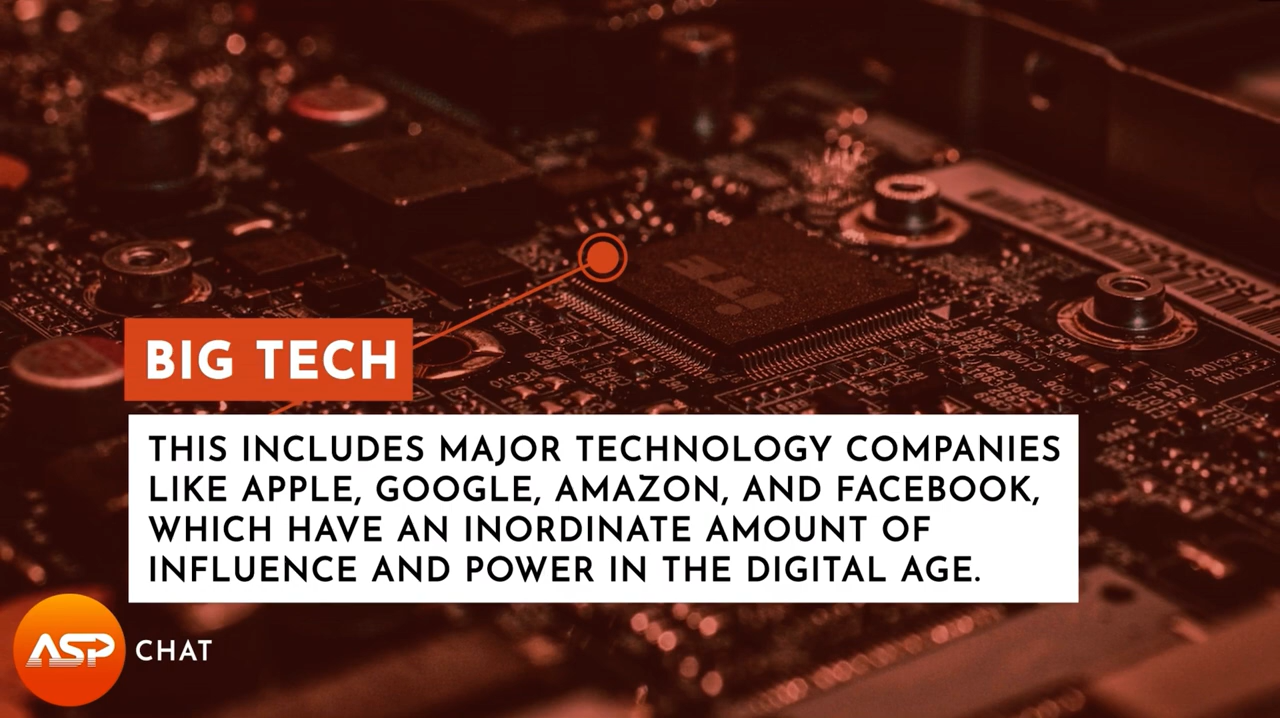 BIG TECH
THIS INCLUDES MAJOR TECHNOLOGY COMPANIES
LIKE APPLE, GOOGLE, AMAZON, AND FACEBOOK,
WHICH HAVE AN INORDINATE AMOUNT OF
INFLUENCE AND POWER IN THE DIGITAL AGE.
ASP CHAT